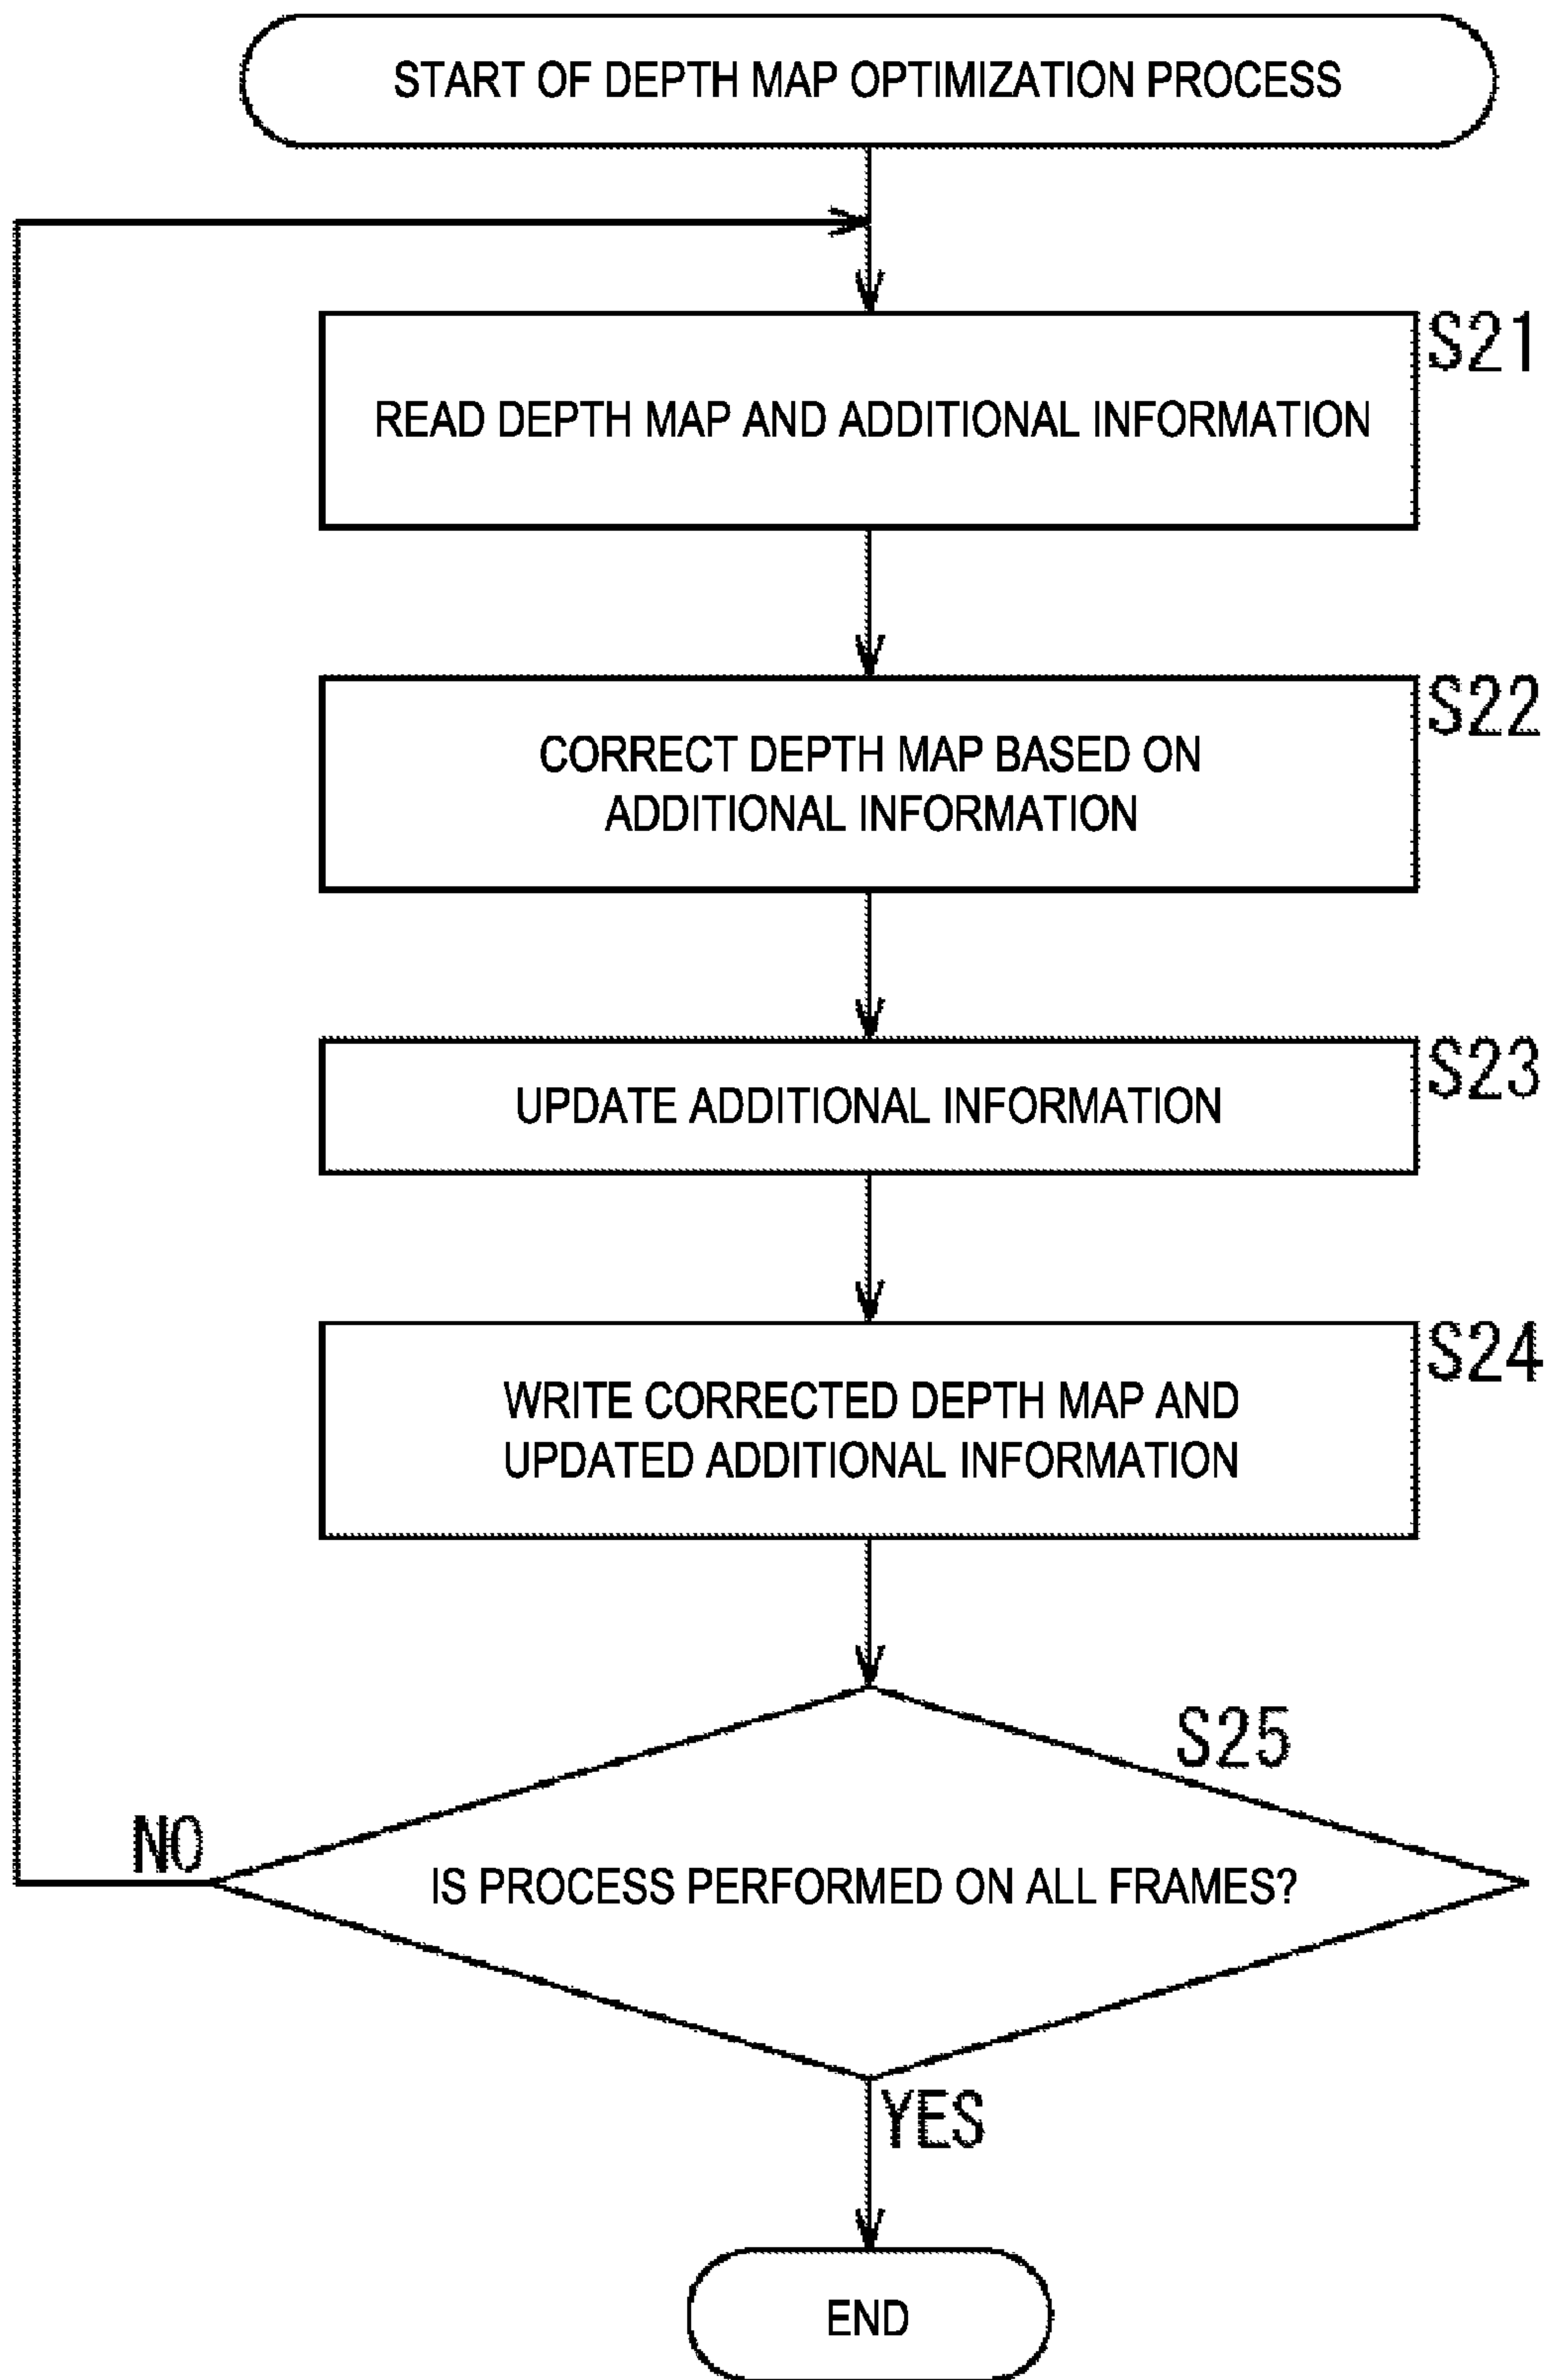 START OF DEPTH MAP OPTIMIZATION PROCESS
S21
READ DEPTH MAP AND ADDITIONAL INFORMATION
S22
CORRECT DEPTH MAP BASED ON
ADDITIONAL INFORMATION
S23
UPDATE ADDITIONAL INFORMATION
S24
WRITE CORRECTED DEPTH MAP AND
UPDATED ADDITIONAL INFORMATION
S25
NO
IS PROCESS PERFORMED ON ALL FRAMES?
YES
END